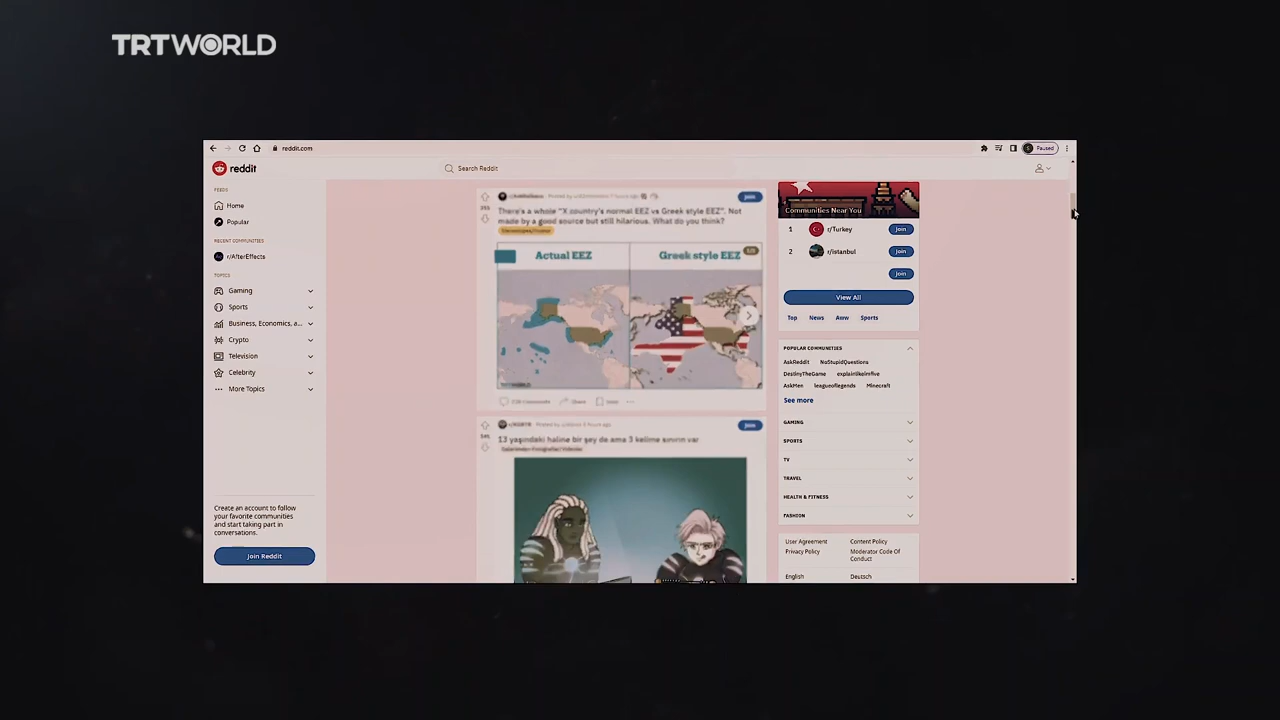 TRT WORLD
reddit.com
Paused
reddit
Search Reddit
FEEDS
Home
Popular
RECENT COMMUNITIES
r/AfterEffects
TOPICS
Gaming
Sports
Business, Economics, a...
Crypto
Television
Celebrity
More Topics
Create an account to follow
your favorite communities
and start taking part in
conversations.
Join Reddit
Join
There's a whole "X country's normal EEZ vs Greek style EEZ". Not
made by a good source but still hilarious. What do you think?
Actual EEZ
Greek style EEZ
TRTWORLD
Share
Join
13 yaşındaki haline bir şey de ama 3 kelime sınırın var
Communities Near You
1 r/Turkey Join
2 r/istanbul Join
Join
View All
Top News Aww Sports
POPULAR COMMUNITIES
AskReddit NoStupidQuestions
DestinyTheGame explainlikeimfive
AskMen leagueoflegends Minecraft
See more
GAMING
SPORTS
TV
TRAVEL
HEALTH & FITNESS
FASHION
User Agreement Content Policy
Privacy Policy Moderator Code Of
Conduct
English Deutsch